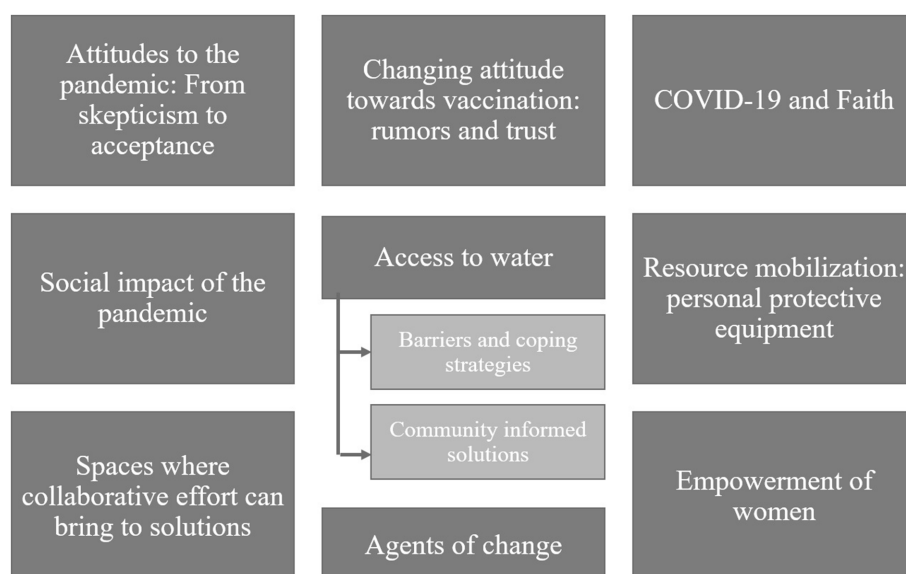 Attitudes to the
pandemic: From
skepticism to
acceptance
Changing attitude
towards vaccination:
rumors and trust
COVID-19 and Faith
Social impact of the
pandemic
Access to water
Barriers and coping
strategies
Community informed
solutions
Resource mobilization:
personal protective
equipment
Spaces where
collaborative effort can
bring to solutions
Agents of change
Empowerment of
women